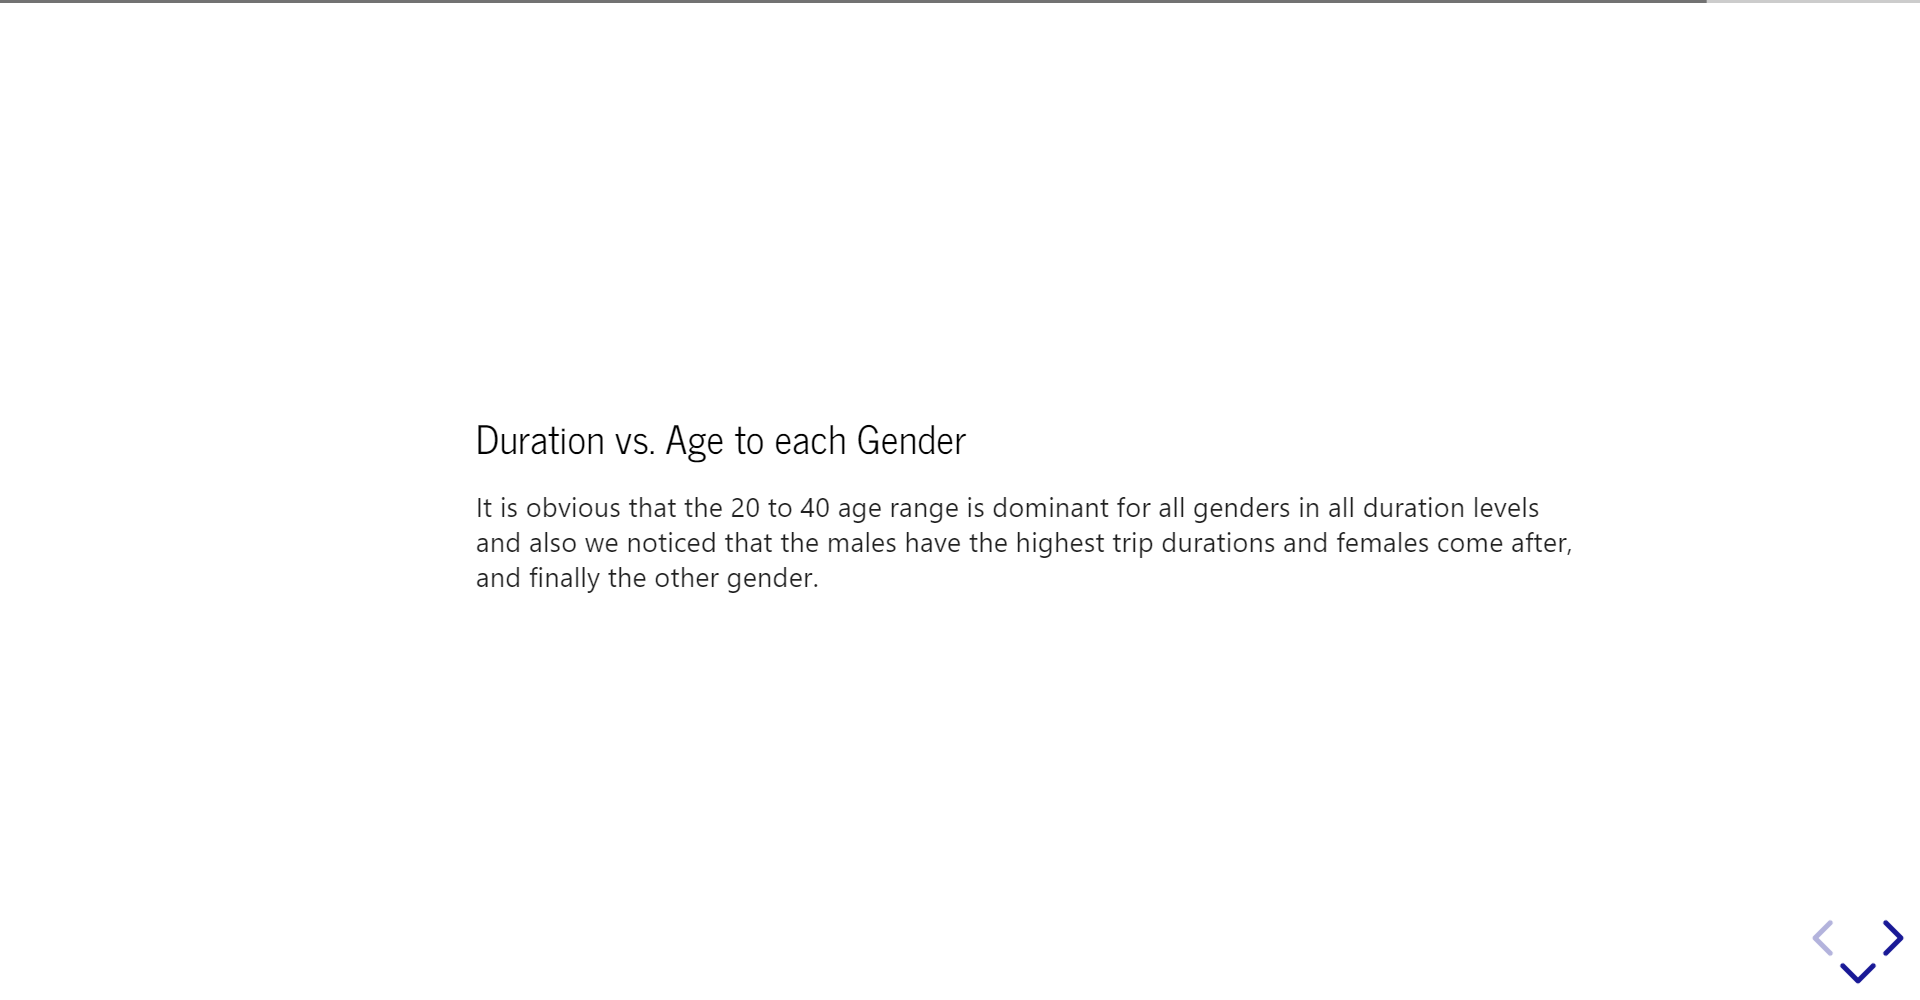 Duration vs. Age to each Gender
It is obvious that the 20 to 40 age range is dominant for all genders in all duration levels
and also we noticed that the males have the highest trip durations and females come after,
and finally the other gender.